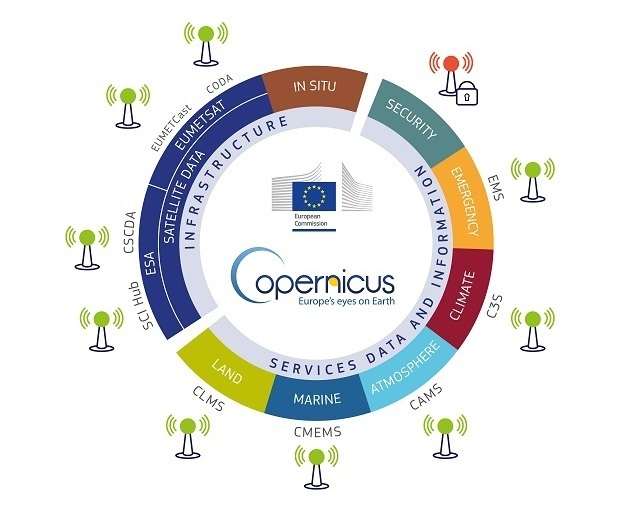 CODA
EUMETCast
EUMETSAT
SATELLITE DATA
INFRASTRUCTURE
IN SITU
SECURITY
EMERGENCY
EMS
CLIMATE
C3S
ATMOSPHERE
CAMS
MARINE
CMEMS
LAND
CLMS
SERVICES DATA AND INFORMATION
CSCDA
ESA
SCI Hub
European
Commission
Copernicus
Europe's eyes on Earth